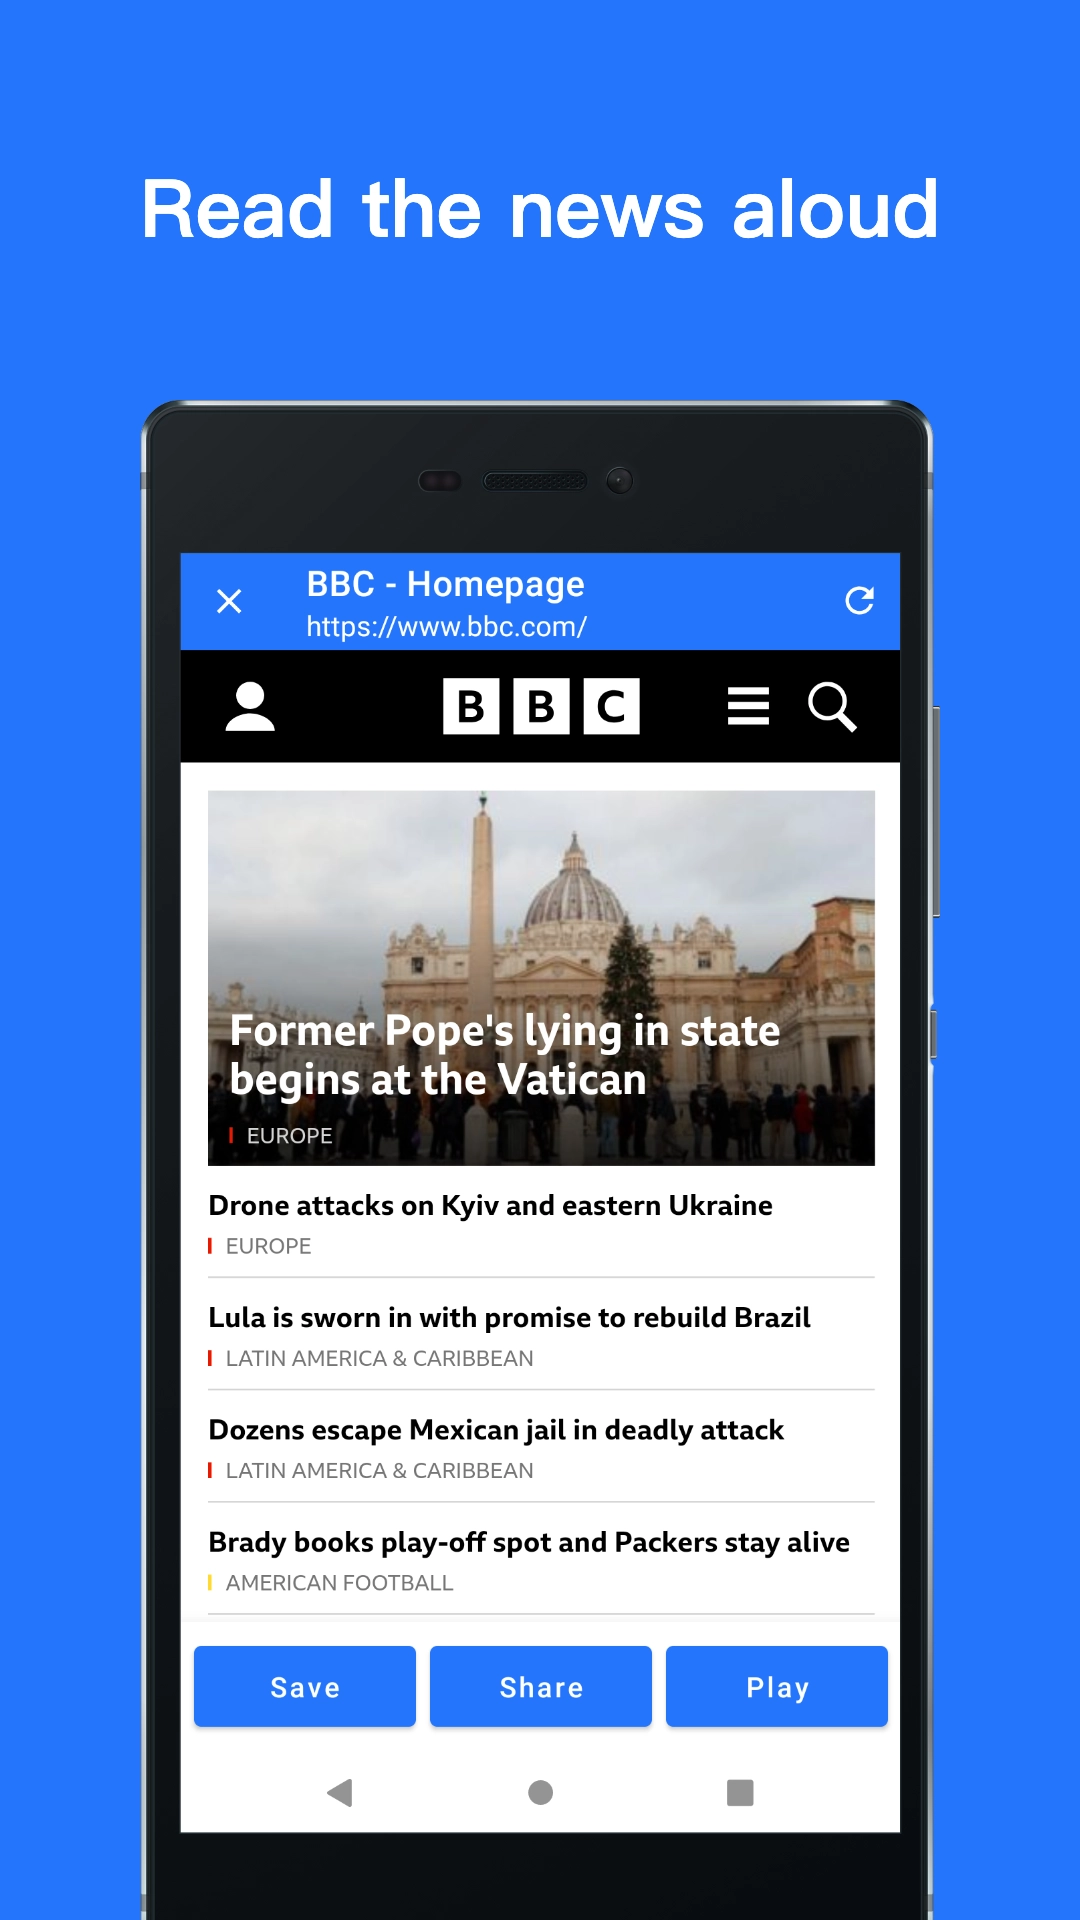 Read the news aloud
BBC - Homepage
https://www.bbc.com/
BBC
Former Pope's lying in state
begins at the Vatican
EUROPE
Drone attacks on Kyiv and eastern Ukraine
EUROPE
Lula is sworn in with promise to rebuild Brazil
LATIN AMERICA & CARIBBEAN
Dozens escape Mexican jail in deadly attack
LATIN AMERICA & CARIBBEAN
Brady books play-off spot and Packers stay alive
AMERICAN FOOTBALL
Save Share Play